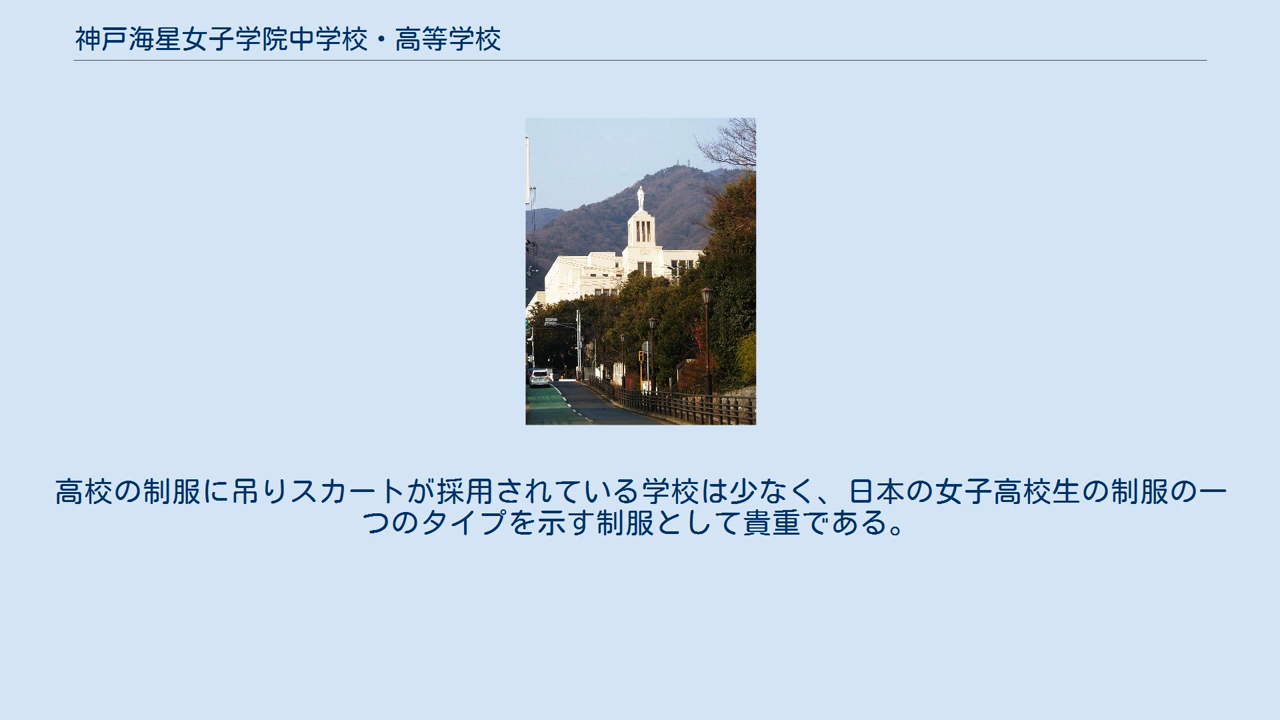 神戸海星女子学院中学校・高等学校
高校の制服に吊りスカートが採用されている学校は少なく、日本の女子高校生の制服の一
つのタイプを示す制服として貴重である。